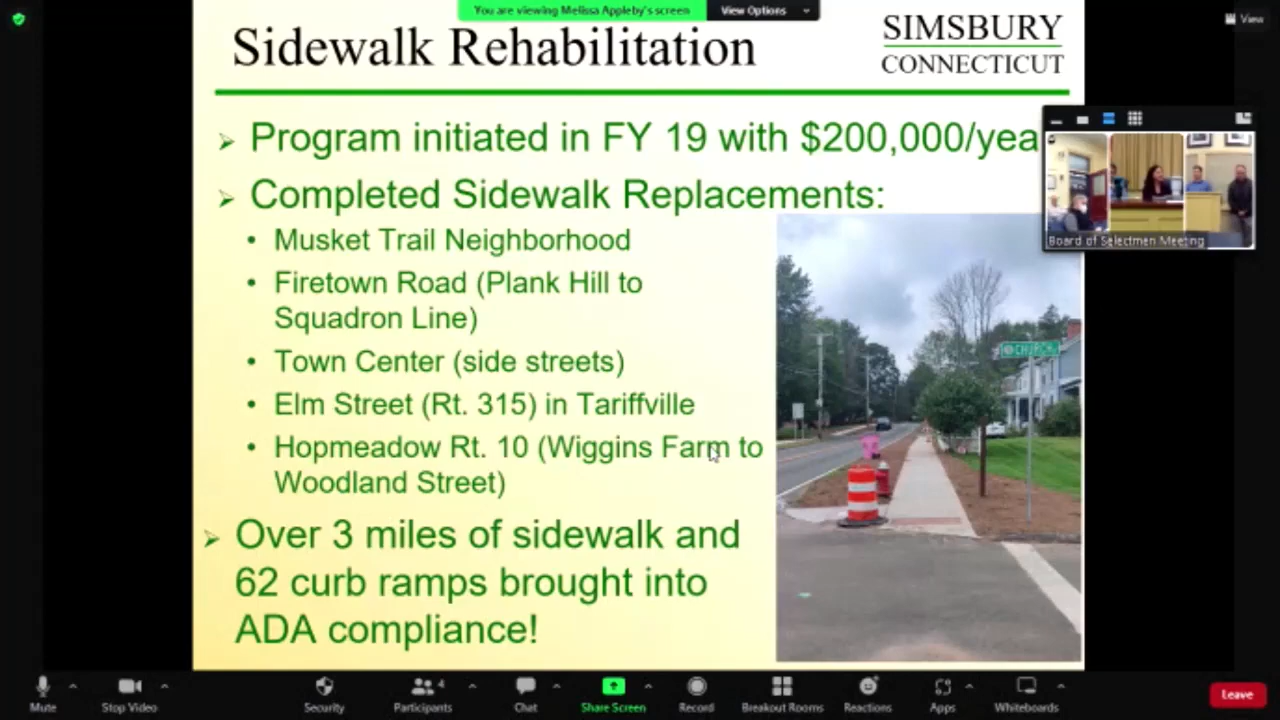 You are viewing Melissa Appleby's screen
View Options
View
Sidewalk Rehabilitation
SIMSBURY
CONNECTICUT
Program initiated in FY 19 with $200,000/yea
Completed Sidewalk Replacements:
• Musket Trail Neighborhood
• Firetown Road (Plank Hill to
Squadron Line)
• Town Center (side streets)
• Elm Street (Rt. 315) in Tariffville
• Hopmeadow Rt. 10 (Wiggins Farm to
Woodland Street)
Over 3 miles of sidewalk and
62 curb ramps brought into
ADA compliance!
Board of Selectmen Meeting
CHURCH
Mute
Stop Video
Security
Participants
4
Chat
Share Screen
Record
Breakout Rooms
Reactions
Apps
Whiteboards
Leave